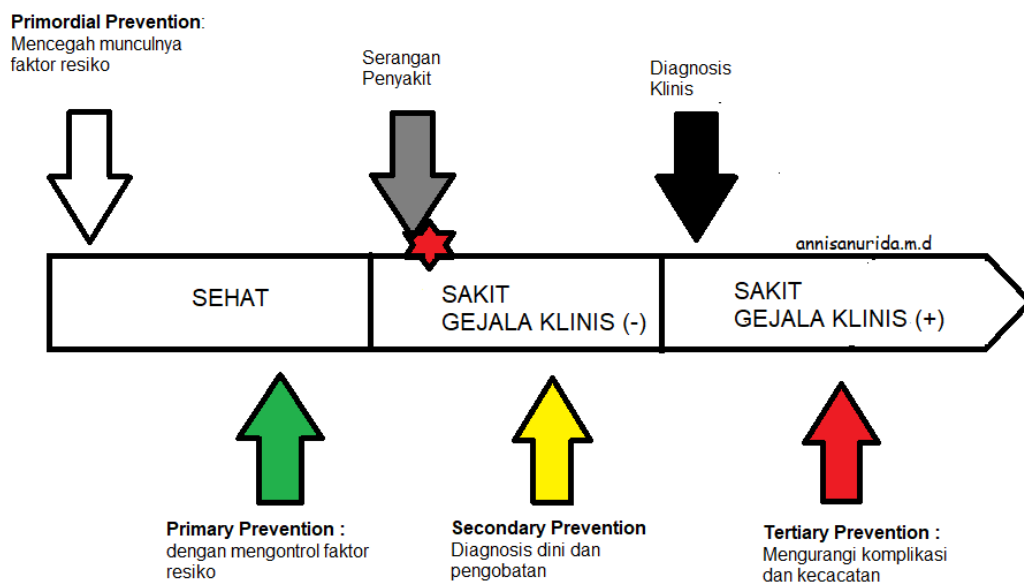 Primordial Prevention:
Mencegah munculnya
faktor resiko
Serangan
Penyakit
Diagnosis
Klinis
annisanurida.m.d
SEHAT
SAKIT
GEJALA KLINIS (-)
SAKIT
GEJALA KLINIS (+)
Primary Prevention :
dengan mengontrol faktor
resiko
Secondary Prevention
Diagnosis dini dan
pengobatan
Tertiary Prevention :
Mengurangi komplikasi
dan kecacatan